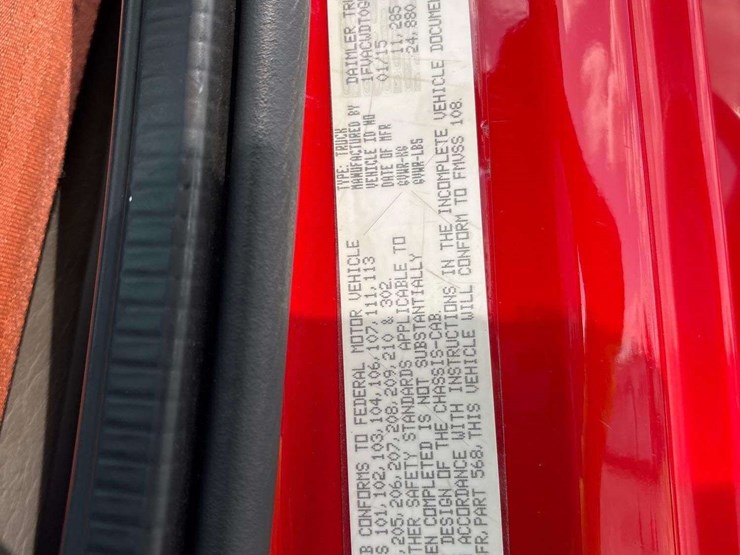 B CONFORMS TO FEDERAL MOTOR VEHICLE
S 101, 102, 103, 104, 106, 107, 111, 113
, 205, 206, 207, 208, 209, 210 & 302.
THER SAFETY STANDARDS APPLICABLE TO
EN COMPLETED IS NOT SUBSTANTIALLY
DESIGN OF THE CHASSIS-CAB.
ACCORDANCE WITH INSTRUCTIONS IN THE INCOMPLETE VEHICLE DOCUME
FR, PART 568, THIS VEHICLE WILL CONFORM TO FMVSS 108.
TYPE: TRUCK
MANUFACTURED BY DAIMLER TR
VEHICLE ID NO 1FVACWDT0G
DATE OF MFR 01/15
GVWR-KG 11,285
GVWR-LBS 24,880